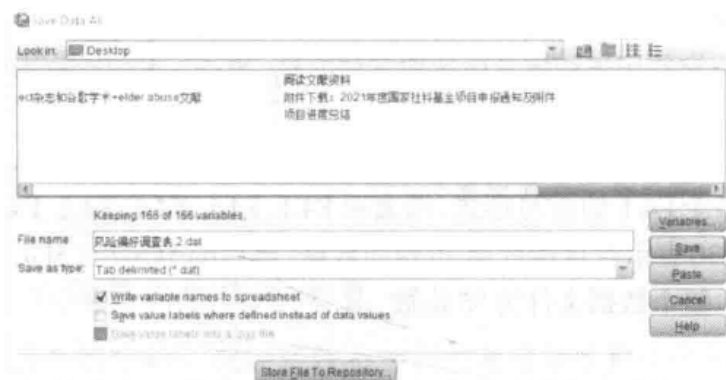 Save Data As
Look in: Desktop
阅读文献资料
ed杂志和谷歌学术+elder abuse文献
附件下载：2021年度国家社科基金项目申报通知及附件
项目进度总结
Keeping 166 of 166 variables.
Variables...
File name: 风险偏好调查表 2.dat
Save
Save as type: Tab delimited (*.dat)
Paste
Write variable names to spreadsheet
Cancel
Save value labels where defined instead of data values
Help
Save value labels into a .sps file
Store File To Repository...